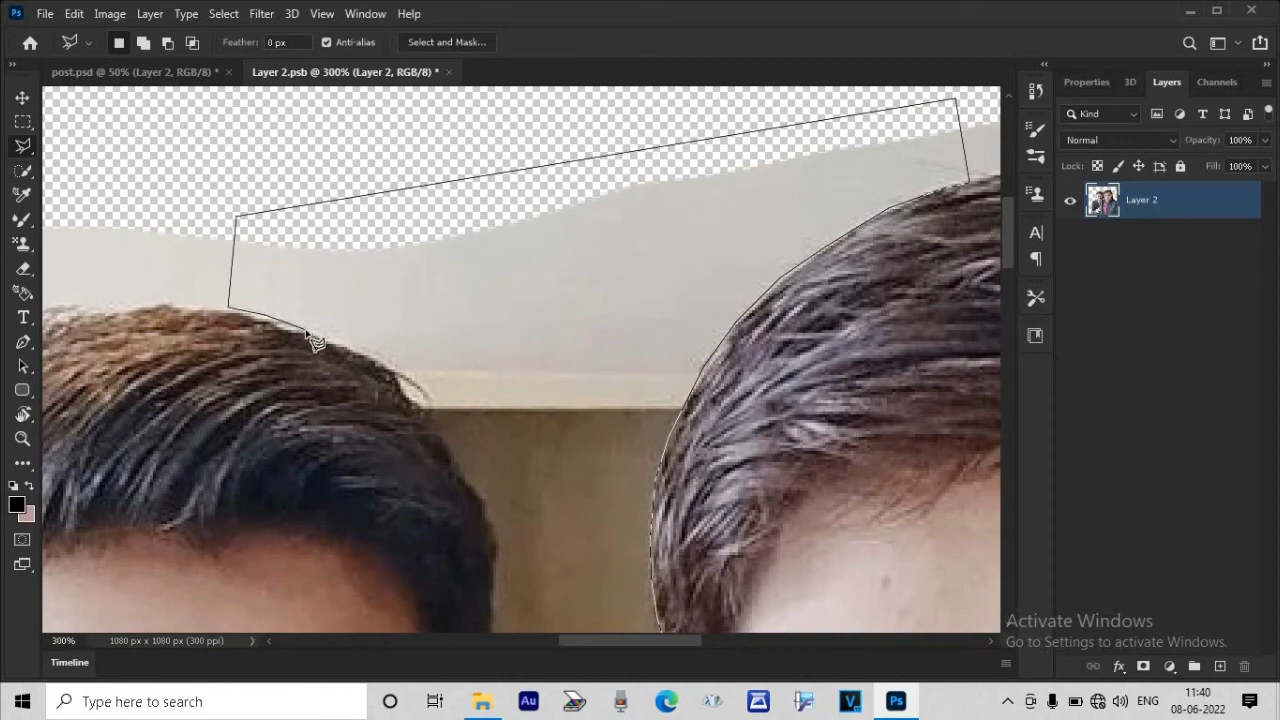 Ps File Edit Image Layer Type Select Filter 3D View Window Help
Feather: 0 px Anti-alias Select and Mask...
post.psd @ 50% (Layer 2, RGB/8) * × Layer 2.psb @ 300% (Layer 2, RGB/8) * ×
Properties 3D Layers Channels
Kind
Normal Opacity: 100%
Lock: Fill: 100%
Layer 2
Activate Windows
Go to Settings to activate Windows.
300% 1080 px x 1080 px (300 ppi)
Timeline
Type here to search Au V Ps ENG 11:40
08-06-2022